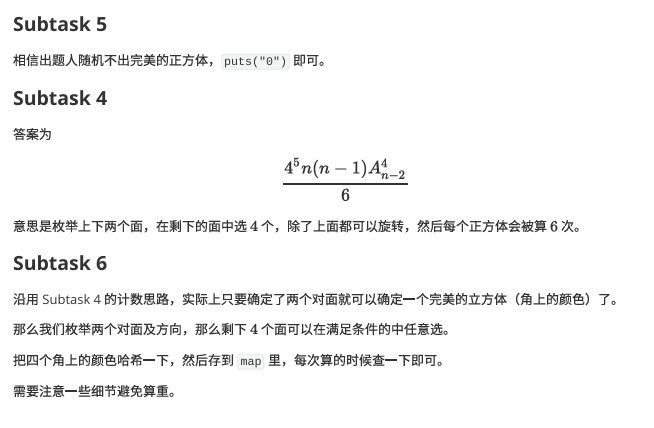 Subtask 5
相信出题人随机不出完美的正方体，puts("0") 即可。
Subtask 4
答案为
$$\frac{4^5 n(n-1)A_{n-2}^4}{6}$$
意思是枚举上下两个面，在剩下的面中选 4 个，除了上面都可以旋转，然后每个正方体会被算 6 次。
Subtask 6
沿用 Subtask 4 的计数思路，实际上只要确定了两个对面就可以确定一个完美的立方体（角上的颜色）了。
那么我们枚举两个对面及方向，那么剩下 4 个面可以在满足条件的中任意选。
把四个角上的颜色哈希一下，然后存到 map 里，每次算的时候查一下即可。
需要注意一些细节避免算重。